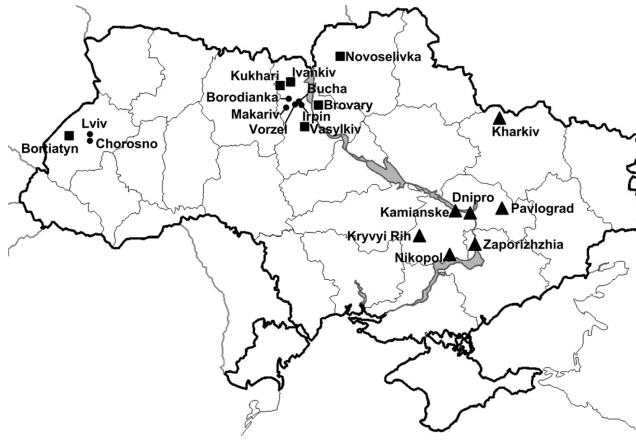 Novoselivka
Kukhari
Ivankiv
Bucha
Borodianka
Brovary
Makariv
Irpin
Vorzel
Vasylkiv
Lviv
Bortiatyn
Chorosno
Kharkiv
Dnipro
Kamianske
Pavlograd
Kryvyi Rih
Zaporizhzhia
Nikopol